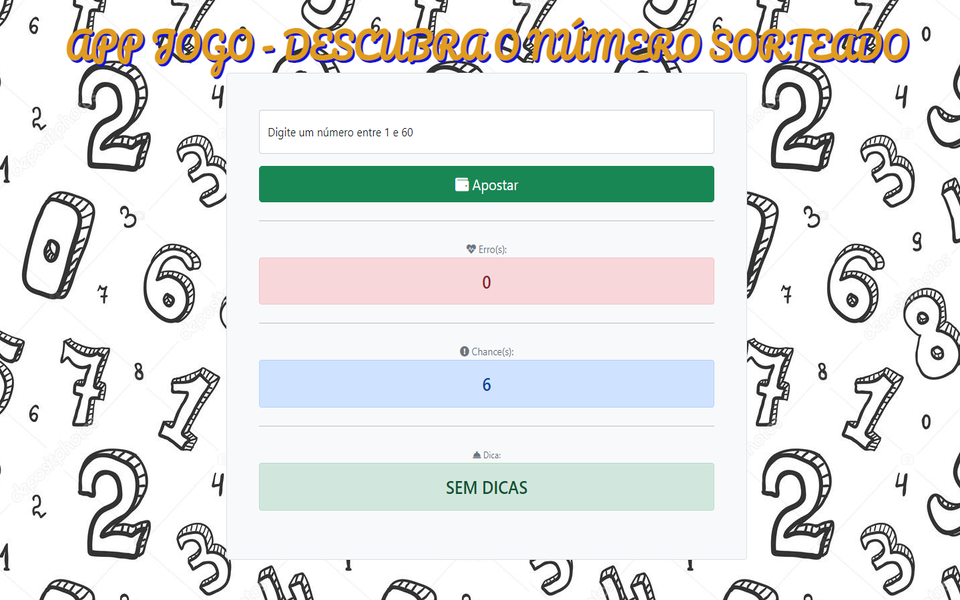 APP JOGO - DESCUBRA O NÚMERO SORTEADO
Digite um número entre 1 e 60
Apostar
Erro(s):
0
Chance(s):
6
Dica:
SEM DICAS